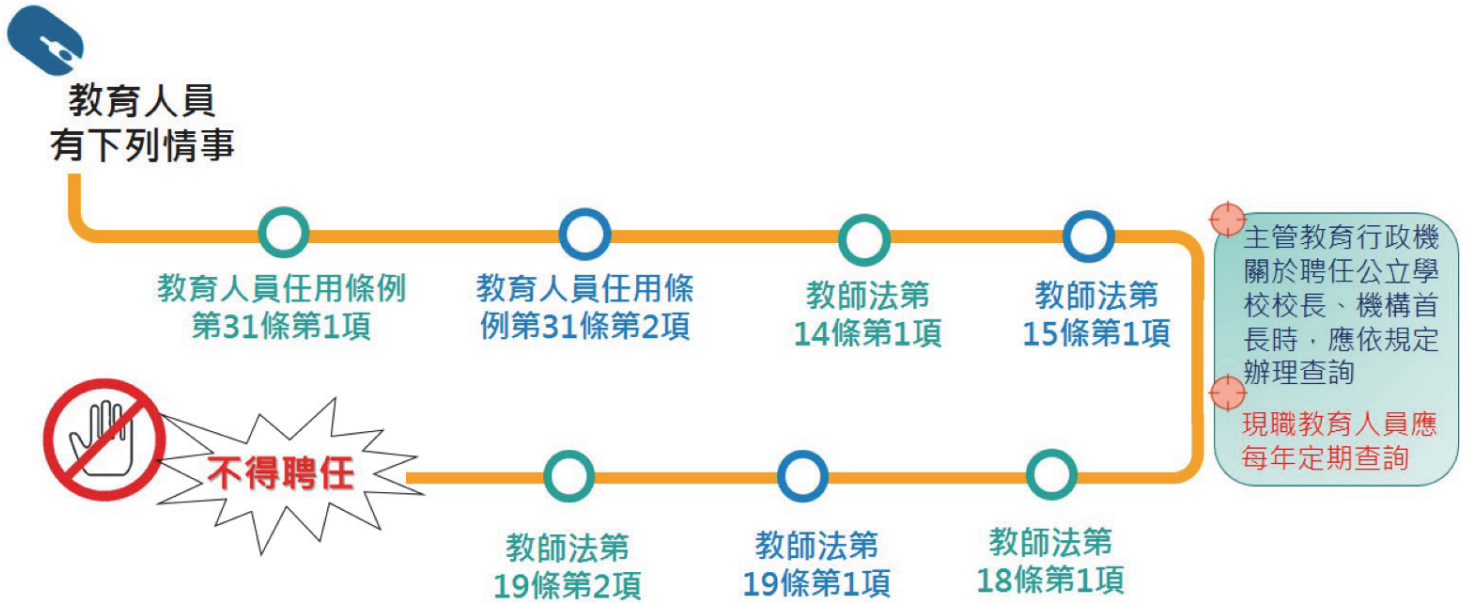 教育人員
有下列情事
教育人員任用條例
第31條第1項
教育人員任用條
例第31條第2項
教師法第
14條第1項
教師法第
15條第1項
主管教育行政機
關於聘任公立學
校校長、機構首
長時，應依規定
辦理查詢
現職教育人員應
每年定期查詢
教師法第
18條第1項
教師法第
19條第1項
教師法第
19條第2項
不得聘任